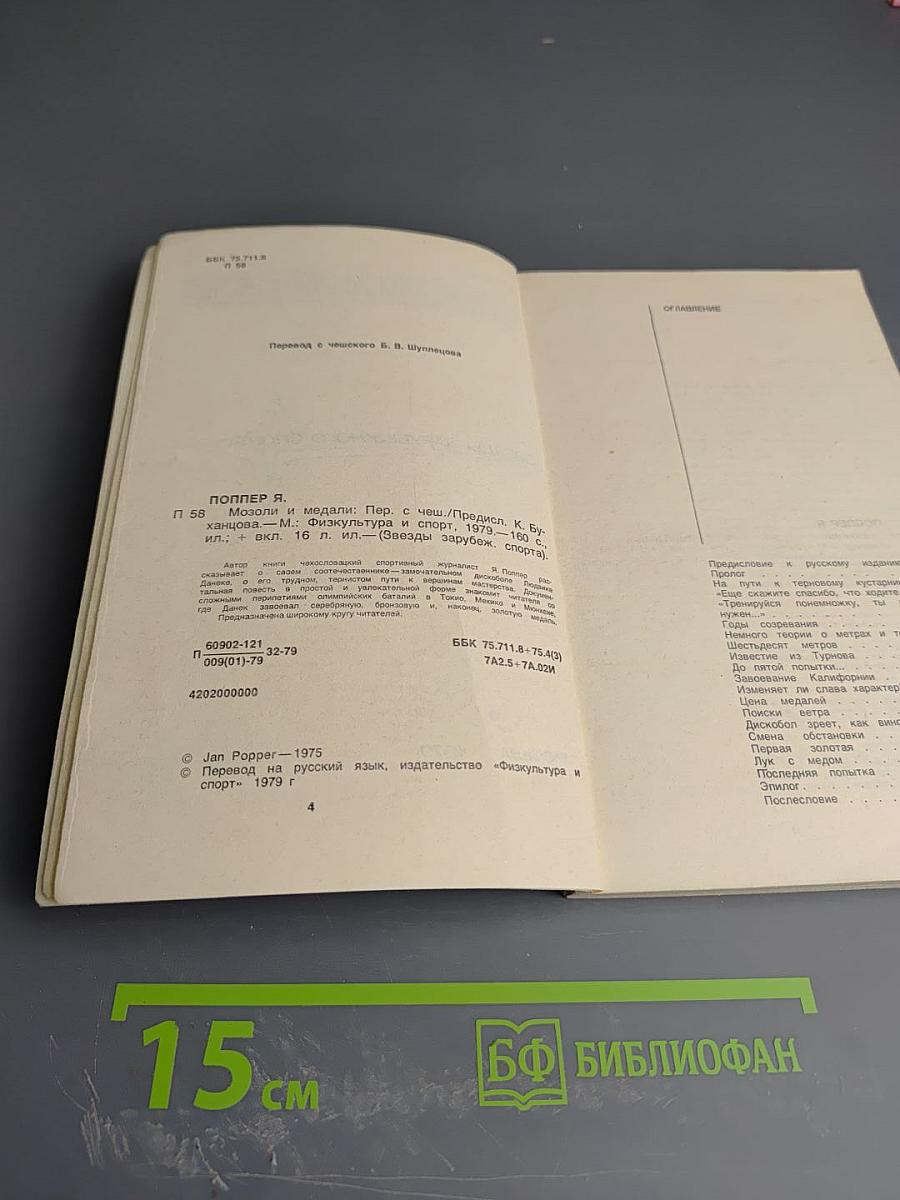 ББК 75.711.8
П 58
Перевод с чешского Б. В. Шуплецова
ПОППЕР Я.
П 58 Мозоли и медали: Пер. с чеш./Предисл. К. Бу-
ханцова.— М.: Физкультура и спорт, 1979.—160 с.,
ил.; + вкл. 16 л. ил.— (Звезды зарубеж. спорта).
Автор книги чехословацкий спортивный журналист Я. Поппер рас-
сказывает о своем соотечественнике — замечательном дискоболе Людвике
Данеке, о его трудном, тернистом пути к вершинам мастерства. Докумен-
тальная повесть в простой и увлекательной форме знакомит читателя со
сложными перипетиями олимпийских баталий в Токио, Мехико и Мюнхене,
где Данек завоевал серебряную, бронзовую и, наконец, золотую медаль.
Предназначена широкому кругу читателей.
П 60902-121 32-79
009(01)-79
ББК 75.711.8+75.4(3)
7А2.5+7А.02И
4202000000
© Jan Popper — 1975
© Перевод на русский язык, издательство «Физкультура и
спорт» 1979 г
4
ОГЛАВЛЕНИЕ
Предисловие к русскому изданию
Пролог . . . . . . . .
На пути к терновому кустарник
«Еще скажите спасибо, что ходите
«Тренируйся понемножку, ты
нужен...» . . . . . . .
Годы созревания . . . . .
Немного теории о метрах и т
Шестьдесят метров . . . .
Известие из Турнова . . .
До пятой попытки... . . .
Завоевание Калифорнии . .
Изменяет ли слава характер
Цена медалей . . . . .
Поиски ветра . . . . .
Дискобол зреет, как вино
Смена обстановки . . .
Первая золотая . . . .
Лук с медом . . . . .
Последняя попытка . .
Эпилог . . . . . . .
Послесловие . . . .
15 см
БФ БИБЛИОФАН